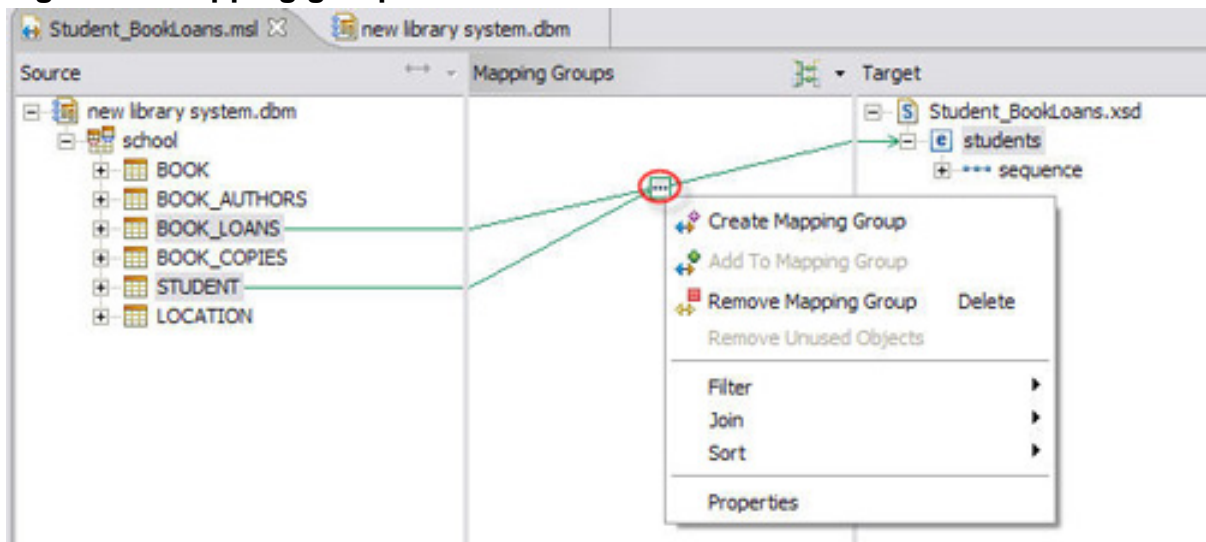 Student_BookLoans.msl new library system.dbm
Source Mapping Groups Target
new library system.dbm
school
BOOK
BOOK_AUTHORS
BOOK_LOANS
BOOK_COPIES
STUDENT
LOCATION
Student_BookLoans.xsd
S
e students
sequence
Create Mapping Group
Add To Mapping Group
Remove Mapping Group Delete
Remove Unused Objects
Filter
Join
Sort
Properties